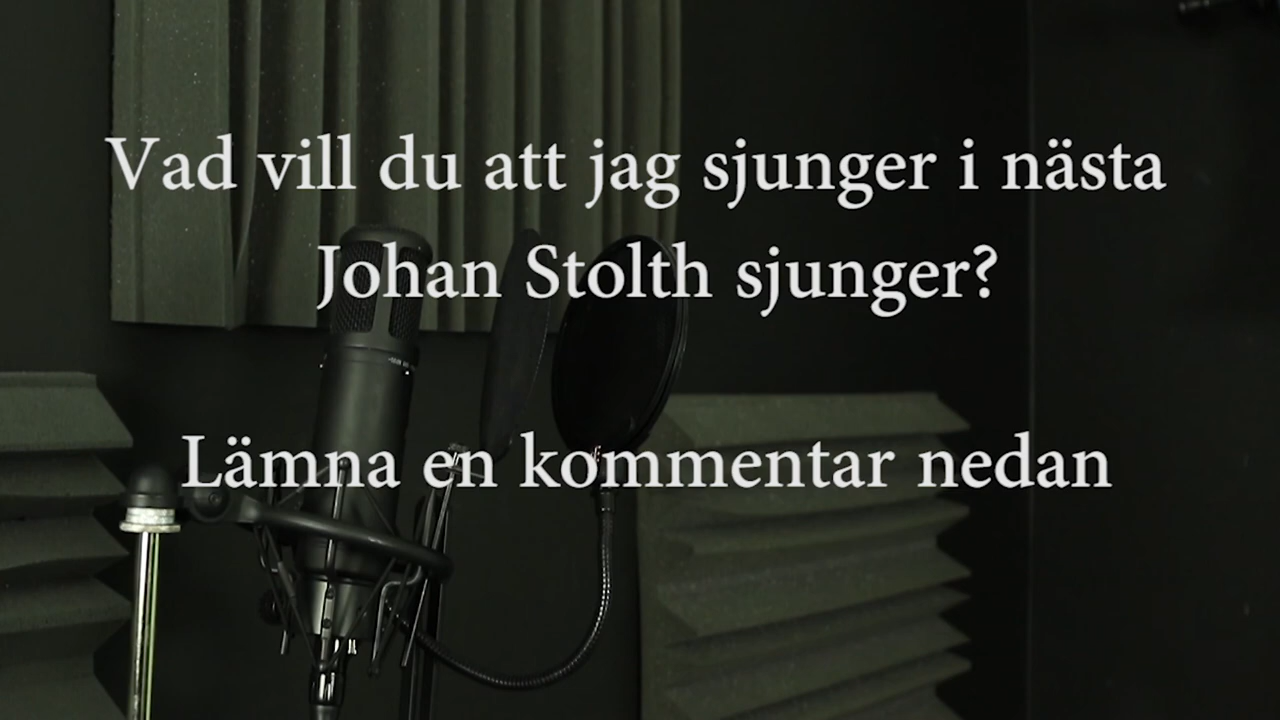 Vad vill du att jag sjunger i nästa
Johan Stolth sjunger?
Lämna en kommentar nedan